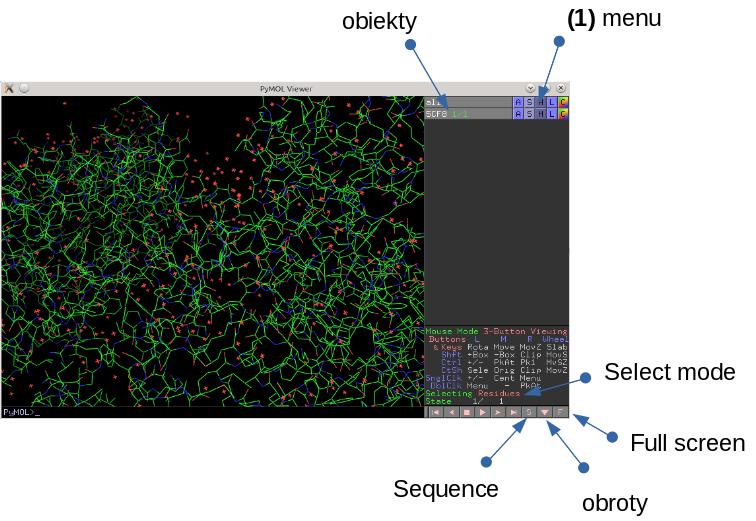 obiekty
(1) menu
PyMOL Viewer
all A S H L C
5CF8 1/1 A S H L C
Mouse Mode 3-Button Viewing
Buttons L M R Wheel
& Keys Rota Move MovZ Slab
Shft +Box -Box Clip MovS
Ctrl +/- PkAt Pk1 MvSZ
CtSh Sele Orig Clip MovZ
SnglClk +/- Cent Menu
DblClk Menu - PkAt
Selecting Residues
State 1/ 1
PyMOL>_
S F
Select mode
Full screen
Sequence
obroty